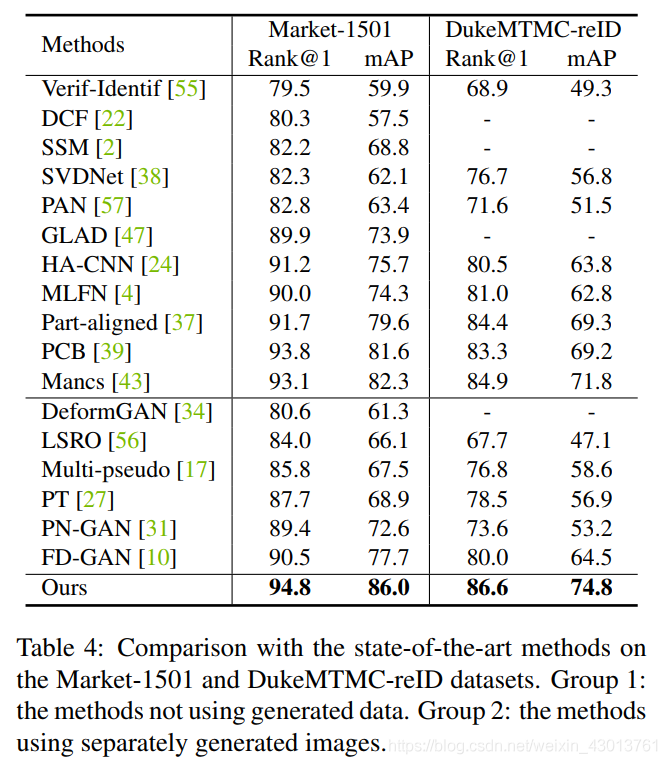 Methods Market-1501 DukeMTMC-reID
Rank@1 mAP Rank@1 mAP
Verif-Identif [55] 79.5 59.9 68.9 49.3
DCF [22] 80.3 57.5 - -
SSM [2] 82.2 68.8 - -
SVDNet [38] 82.3 62.1 76.7 56.8
PAN [57] 82.8 63.4 71.6 51.5
GLAD [47] 89.9 73.9 - -
HA-CNN [24] 91.2 75.7 80.5 63.8
MLFN [4] 90.0 74.3 81.0 62.8
Part-aligned [37] 91.7 79.6 84.4 69.3
PCB [39] 93.8 81.6 83.3 69.2
Mancs [43] 93.1 82.3 84.9 71.8
DeformGAN [34] 80.6 61.3 - -
LSRO [56] 84.0 66.1 67.7 47.1
Multi-pseudo [17] 85.8 67.5 76.8 58.6
PT [27] 87.7 68.9 78.5 56.9
PN-GAN [31] 89.4 72.6 73.6 53.2
FD-GAN [10] 90.5 77.7 80.0 64.5
Ours 94.8 86.0 86.6 74.8
Table 4: Comparison with the state-of-the-art methods on
the Market-1501 and DukeMTMC-reID datasets. Group 1:
the methods not using generated data. Group 2: the methods
using separately generated images.
https://blog.csdn.net/weixin_43013761